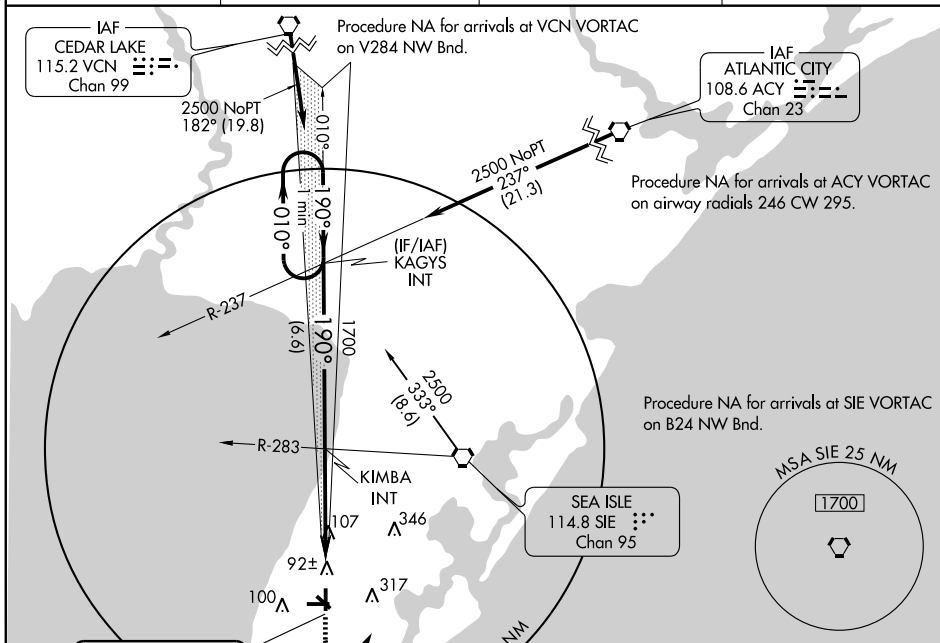 IAF
CEDAR LAKE
115.2 VCN
Chan 99
Procedure NA for arrivals at VCN VORTAC
on V284 NW Bnd.
IAF
ATLANTIC CITY
108.6 ACY
Chan 23
2500 NoPT
182° (19.8)
010°
2500 NoPT
237°
(21.3)
Procedure NA for arrivals at ACY VORTAC
on airway radials 246 CW 295.
010°
1 min
190°
(IF/IAF)
KAGYS
INT
R-237
190°
(6.6)
1700
2500
333°
(8.6)
Procedure NA for arrivals at SIE VORTAC
on B24 NW Bnd.
R-283
KIMBA
INT
MSA SIE 25 NM
1700
SEA ISLE
114.8 SIE
Chan 95
107
346
92±
100
317
NM